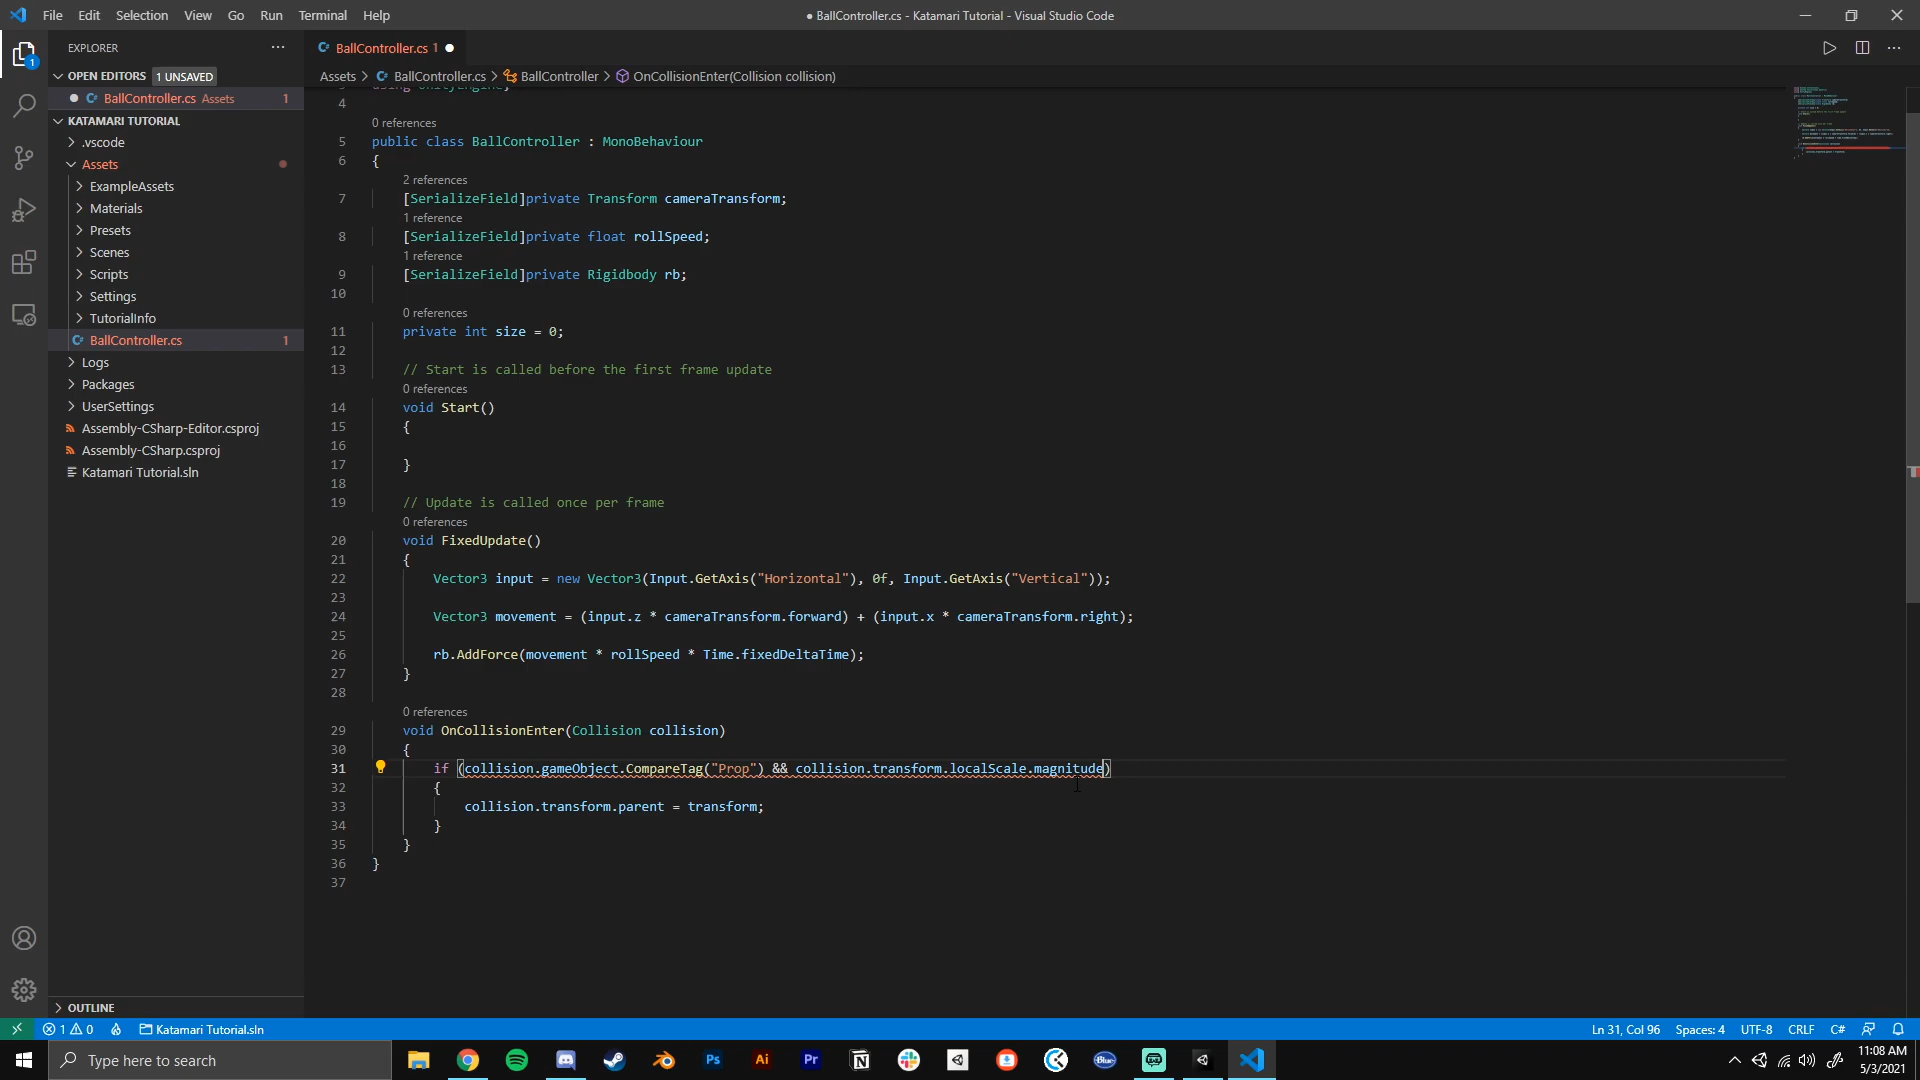 File Edit Selection View Go Run Terminal Help
● BallController.cs - Katamari Tutorial - Visual Studio Code
EXPLORER
OPEN EDITORS 1 UNSAVED
BallController.cs Assets 1
KATAMARI TUTORIAL
.vscode
Assets
ExampleAssets
Materials
Presets
Scenes
Scripts
Settings
TutorialInfo
BallController.cs 1
Logs
Packages
UserSettings
Assembly-CSharp-Editor.csproj
Assembly-CSharp.csproj
Katamari Tutorial.sln
OUTLINE
BallController.cs 1
Assets > BallController.cs > BallController > OnCollisionEnter(Collision collision)
using UnityEngine;
4
0 references
5 public class BallController : MonoBehaviour
6 {
2 references
7 [SerializeField]private Transform cameraTransform;
1 reference
8 [SerializeField]private float rollSpeed;
1 reference
9 [SerializeField]private Rigidbody rb;
10
0 references
11 private int size = 0;
12
13 // Start is called before the first frame update
0 references
14 void Start()
15 {
16
17 }
18
19 // Update is called once per frame
0 references
20 void FixedUpdate()
21 {
22 Vector3 input = new Vector3(Input.GetAxis("Horizontal"), 0f, Input.GetAxis("Vertical"));
23
24 Vector3 movement = (input.z * cameraTransform.forward) + (input.x * cameraTransform.right);
25
26 rb.AddForce(movement * rollSpeed * Time.fixedDeltaTime);
27 }
28
0 references
29 void OnCollisionEnter(Collision collision)
30 {
31 if (collision.gameObject.CompareTag("Prop") && collision.transform.localScale.magnitude)
32 {
33 collision.transform.parent = transform;
34 }
35 }
36 }
37
1 0 Katamari Tutorial.sln
Ln 31, Col 96 Spaces: 4 UTF-8 CRLF C#
Type here to search
Ps Ai Pr
Blue
11:08 AM
5/3/2021